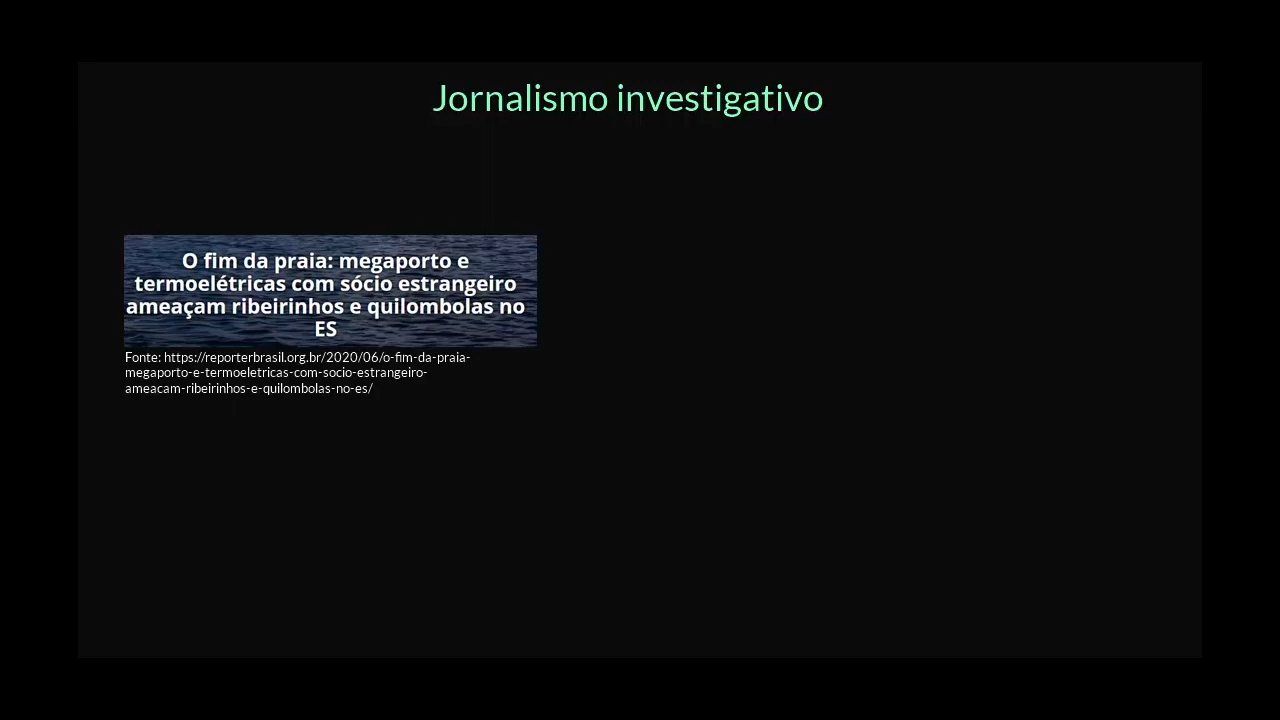 Jornalismo investigativo
O fim da praia: megaporto e
termoelétricas com sócio estrangeiro
ameaçam ribeirinhos e quilombolas no
ES
Fonte: https://reporterbrasil.org.br/2020/06/o-fim-da-praia-
megaporto-e-termoeletricas-com-socio-estrangeiro-
ameacam-ribeirinhos-e-quilombolas-no-es/